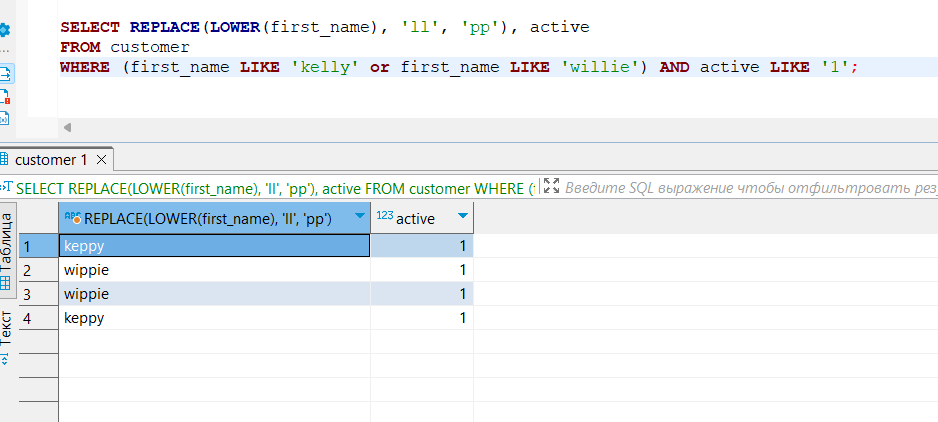 SELECT REPLACE(LOWER(first_name), 'll', 'pp'), active
FROM customer
WHERE (first_name LIKE 'kelly' or first_name LIKE 'willie') AND active LIKE '1';
customer 1
SELECT REPLACE(LOWER(first_name), 'll', 'pp'), active FROM customer WHERE ( Введите SQL выражение чтобы отфильтровать рез
Таблица
Текст
ABC REPLACE(LOWER(first_name), 'll', 'pp') 123 active
1 keppy 1
2 wippie 1
3 wippie 1
4 keppy 1